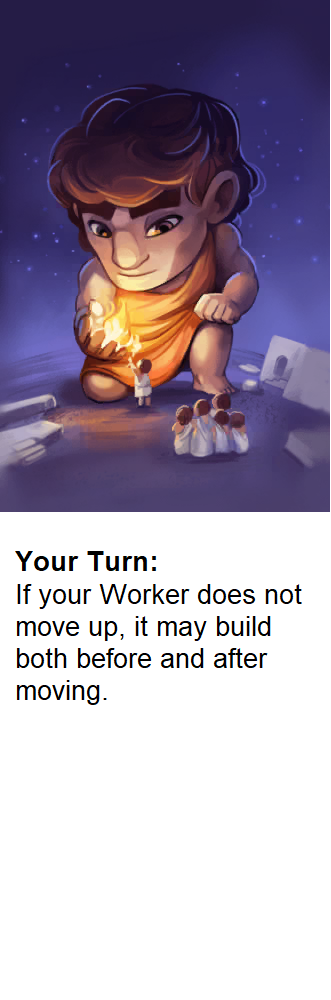 Your Turn:
If your Worker does not
move up, it may build
both before and after
moving.